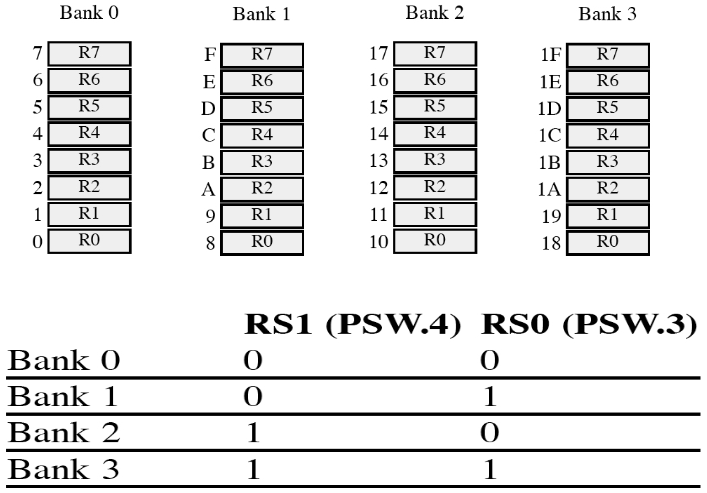 Bank 0 Bank 1 Bank 2 Bank 3
7 R7 F R7 17 R7 1F R7
6 R6 E R6 16 R6 1E R6
5 R5 D R5 15 R5 1D R5
4 R4 C R4 14 R4 1C R4
3 R3 B R3 13 R3 1B R3
2 R2 A R2 12 R2 1A R2
1 R1 9 R1 11 R1 19 R1
0 R0 8 R0 10 R0 18 R0
RS1 (PSW.4) RS0 (PSW.3)
Bank 0 0 0
Bank 1 0 1
Bank 2 1 0
Bank 3 1 1